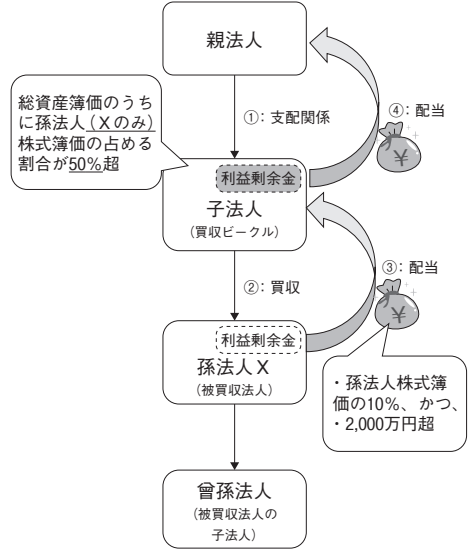 親法人
総資産簿価のうち
に孫法人（Xのみ）
株式簿価の占める
割合が50%超
①：支配関係
④：配当
¥
利益剰余金
子法人
（買収ビークル）
③：配当
②：買収
¥
利益剰余金
孫法人X
（被買収法人）
・孫法人株式簿
価の10%、かつ、
・2,000万円超
曾孫法人
（被買収法人の
子法人）